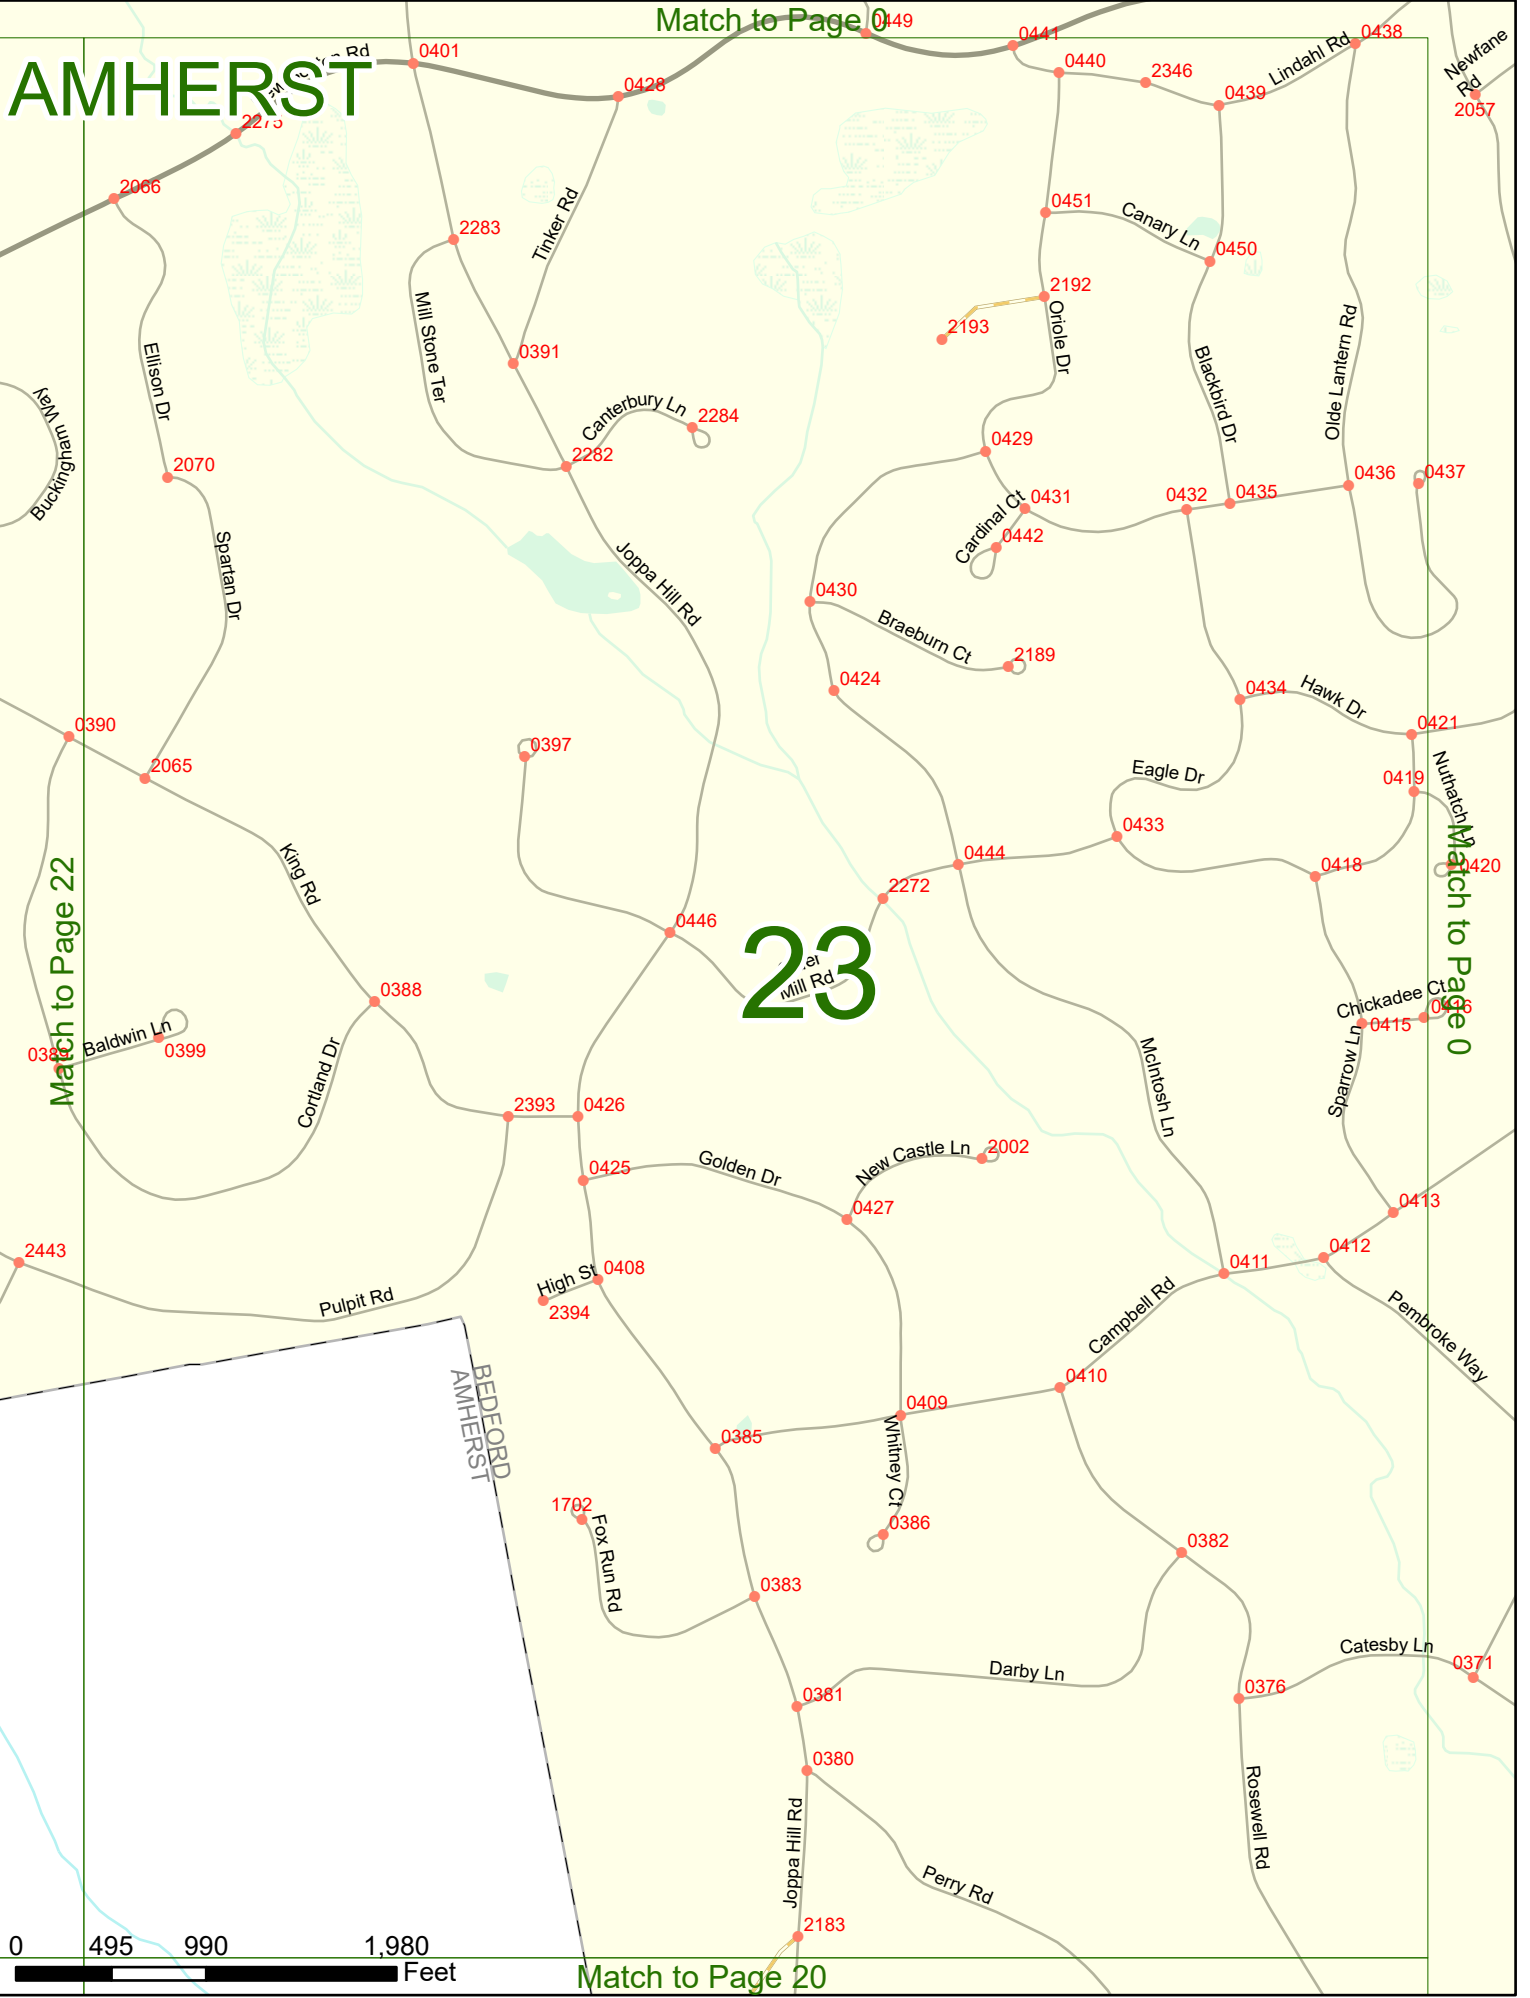 Match to Page 0
0449
0441
0438
0401
0440
2346
Lindahl Rd
Newfane
Rd
AMHERST
0428
0439
2057
2275
2066
0451
Canary Ln
2283
Tinker Rd
0450
2192
2193
Oriole Dr
Mill Stone Ter
0391
Ellison Dr
Blackbird Dr
Olde Lantern Rd
Buckingham Way
Canterbury Ln
2284
0429
2282
2070
0436
0437
0431
0432
0435
Cardinal Ct
0442
Spartan Dr
Joppa Hill Rd
0430
Braeburn Ct
2189
0424
0434
Hawk Dr
0390
0421
0397
2065
Eagle Dr
0419
Nuthatch Ln
0433
King Rd
0444
0418
0420
Match to Page 22
2272
Match to Page 0
0446
23
Mill Rd
0388
Chickadee Ct
0416
0415
Baldwin Ln
0399
0389
Cortland Dr
McIntosh Ln
Sparrow Ln
2393
0426
0425
Golden Dr
New Castle Ln
2002
0427
0413
2443
0412
0411
High St
0408
2394
Pulpit Rd
Campbell Rd
Pembroke Way
BEDFORD
AMHERST
0410
0409
0385
Whitney Ct
1702
Fox Run Rd
0386
0382
0383
Catesby Ln
Darby Ln
0371
0381
0376
0380
Joppa Hill Rd
Rosewell Rd
Perry Rd
2183
0 495 990 1,980
Feet
Match to Page 20